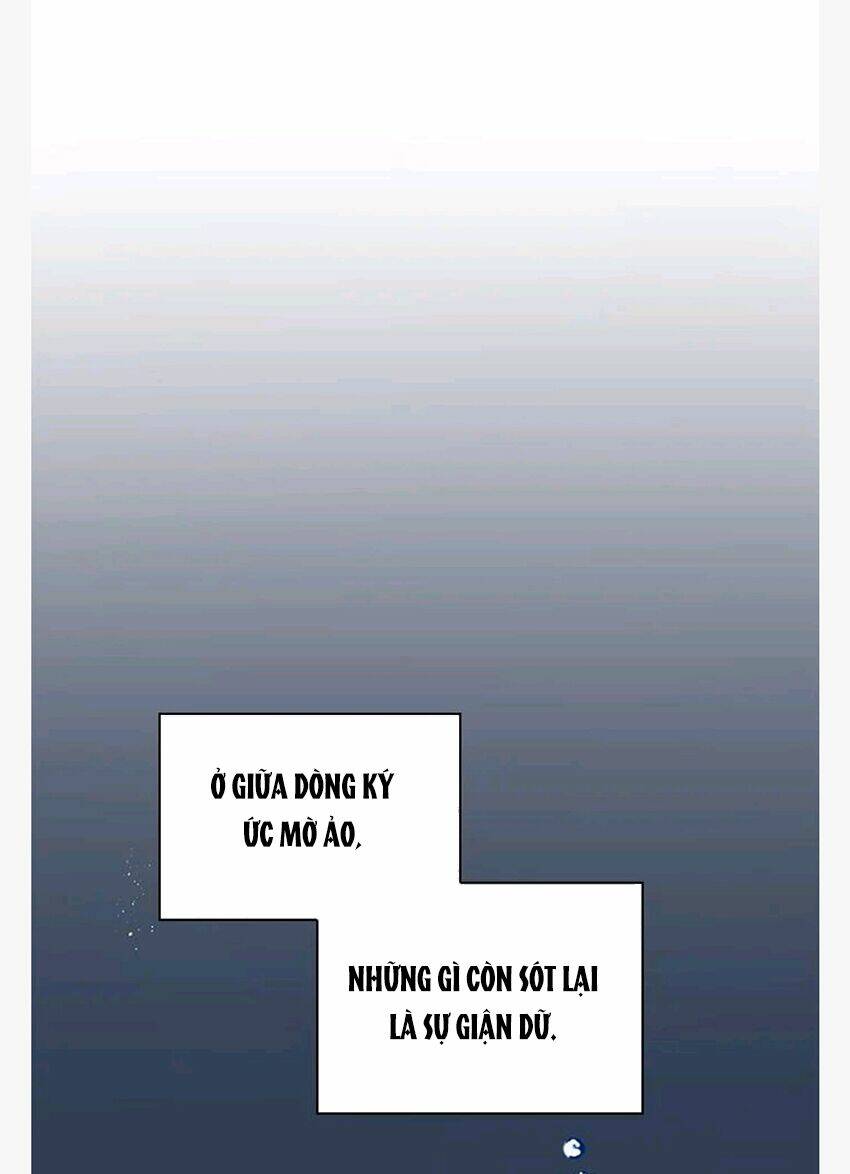 Ở GIỮA DÒNG KÝ
ỨC MỜ ẢO,
NHỮNG GÌ CÒN SÓT LẠI
LÀ SỰ GIẬN DỮ.